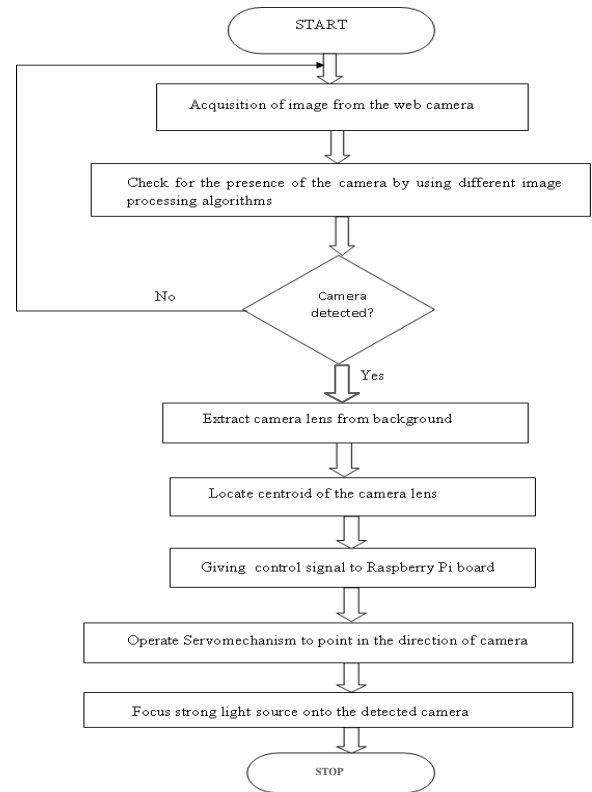 START
Acquisition of image from the web camera
Check for the presence of the camera by using different image
processing algorithms
Camera
detected?
No
Yes
Extract camera lens from background
Locate centroid of the camera lens
Giving control signal to Raspberry Pi board
Operate Servomechanism to point in the direction of camera
Focus strong light source onto the detected camera
STOP